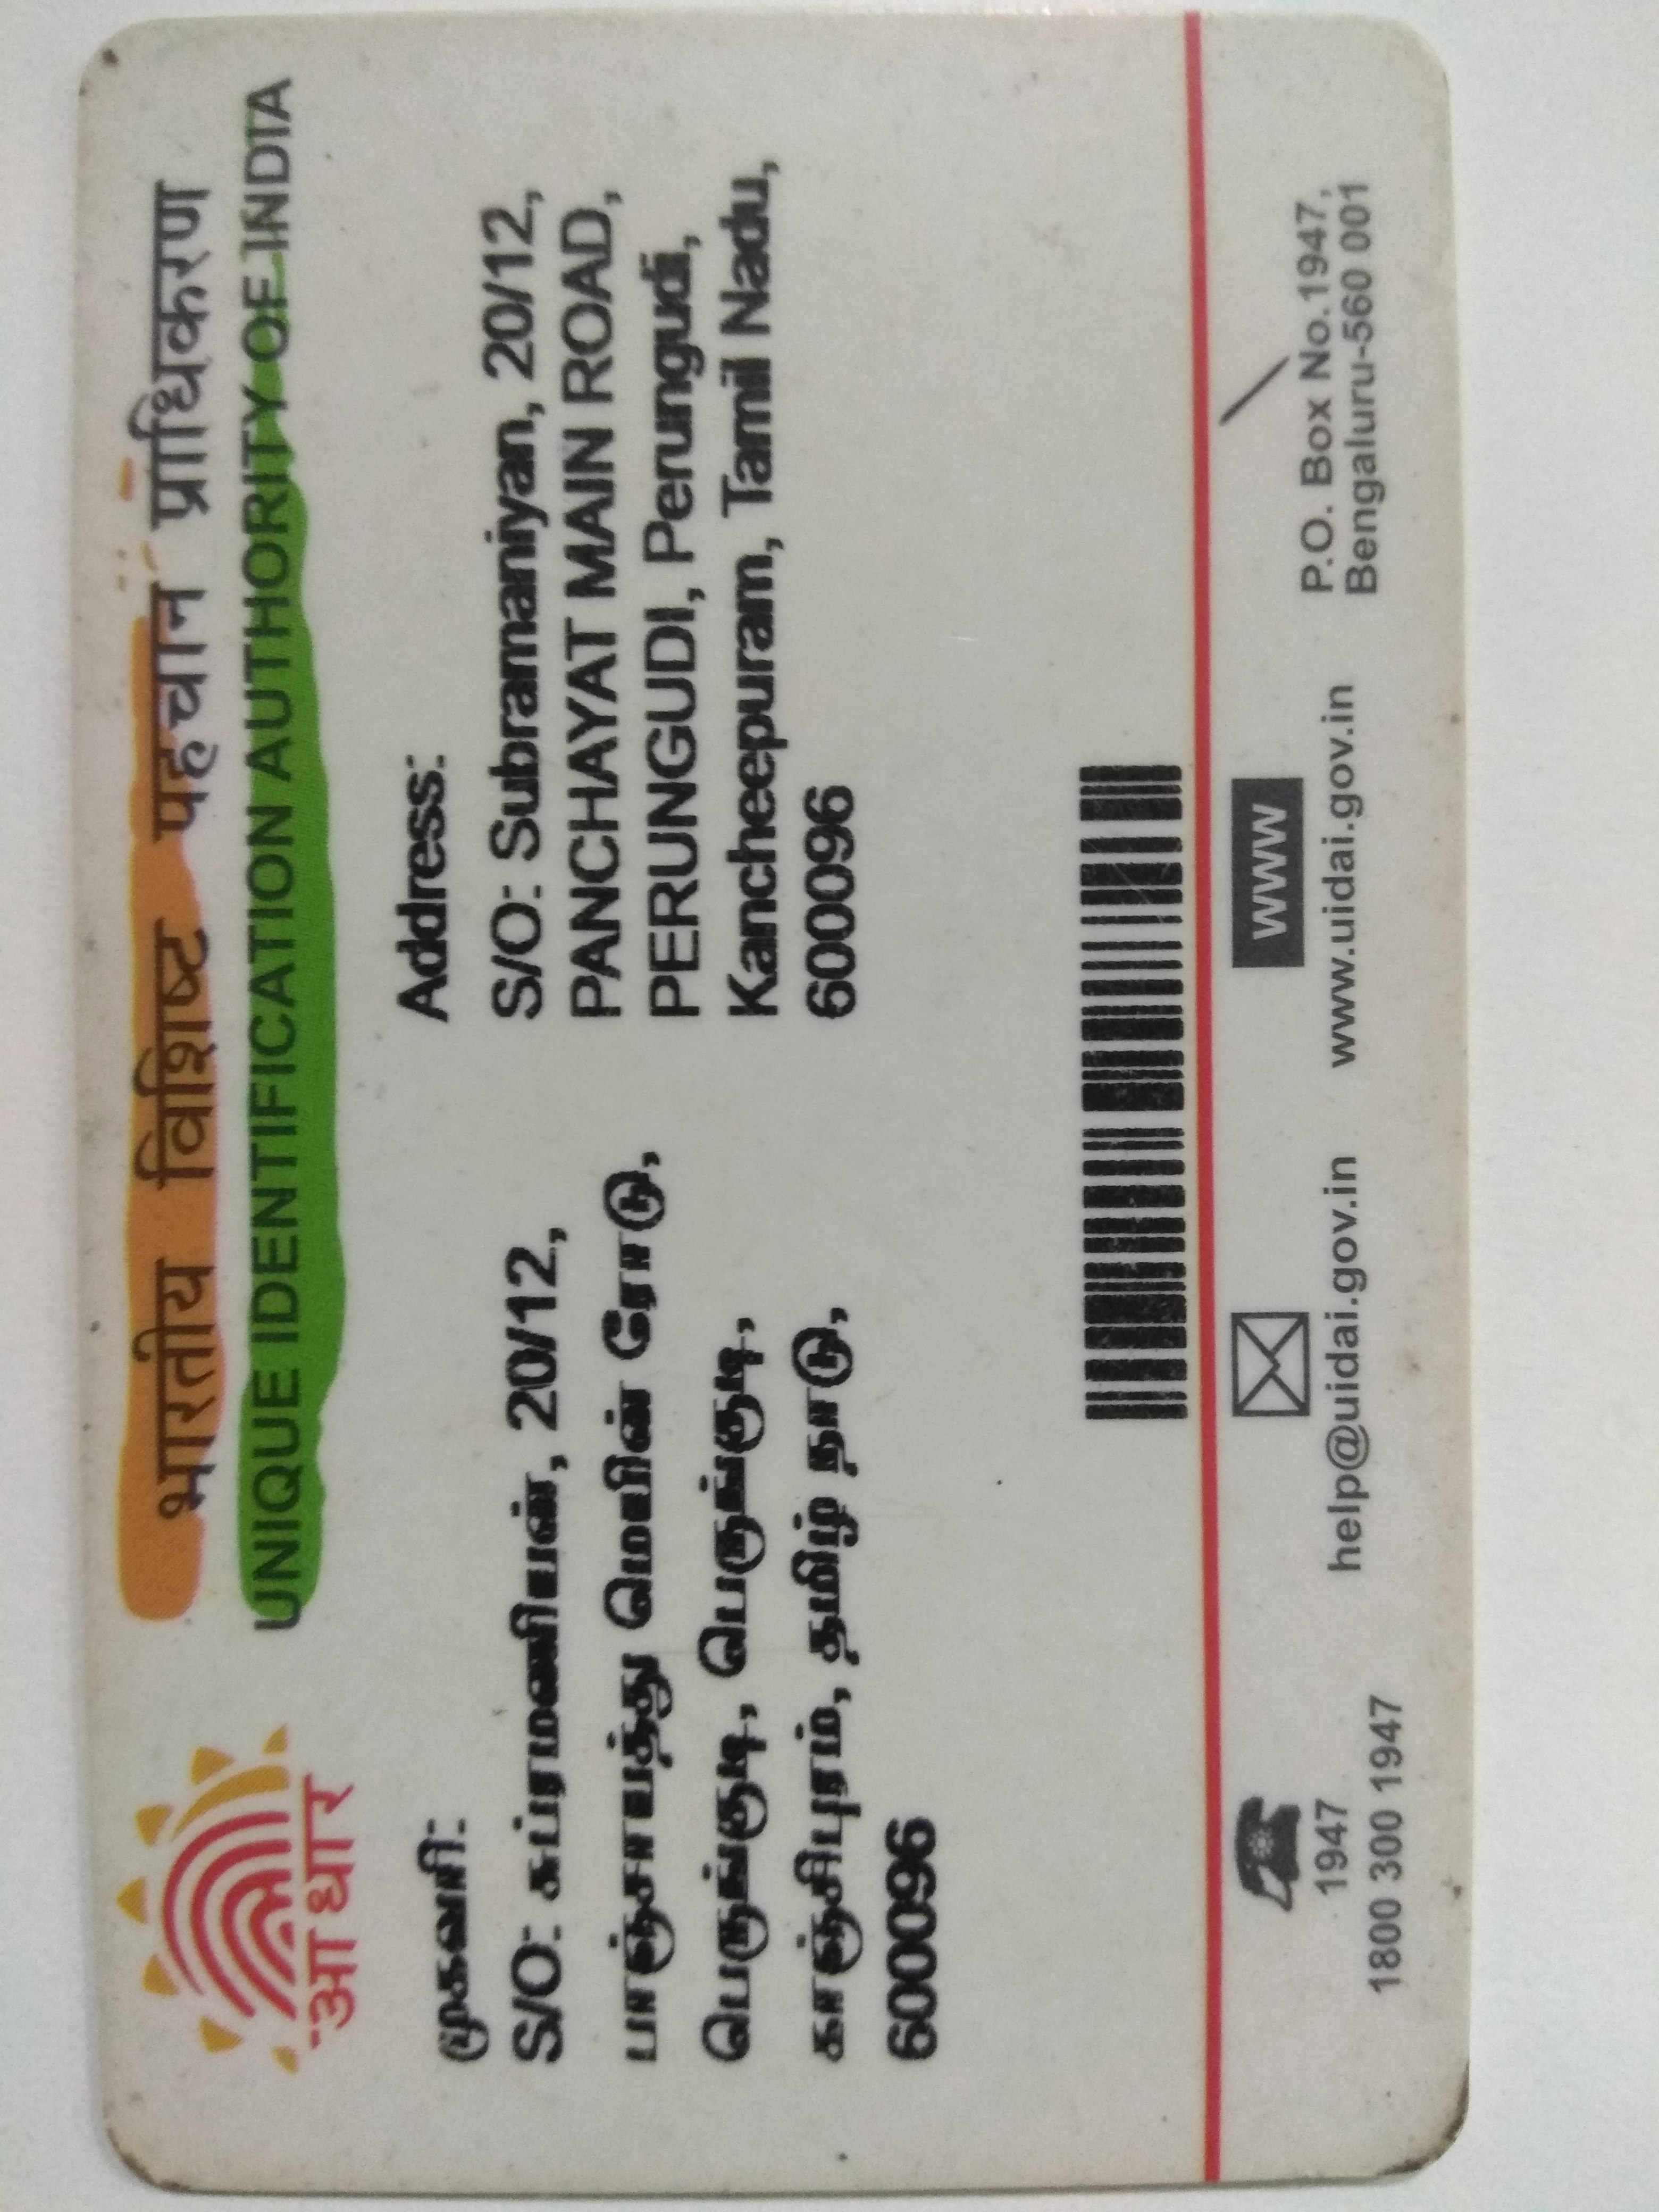 भारतीय विशिष्ट पहचान प्राधिकरण
UNIQUE IDENTIFICATION AUTHORITY OF INDIA
आधार
முகவரி:
S/O: சுப்ரமணியன், 20/12,
பாஞ்சாயத்து மெயின் ரோடு,
பெருங்குடி, பெருங்குடி,
காஞ்சிபுரம், தமிழ் நாடு,
600096
Address:
S/O: Subramaniyan, 20/12,
PANCHAYAT MAIN ROAD,
PERUNGUDI, Perungudi,
Kancheepuram, Tamil Nadu,
600096
1947
1800 300 1947
help@uidai.gov.in
WWW
www.uidai.gov.in
P.O. Box No.1947,
Bengaluru-560 001